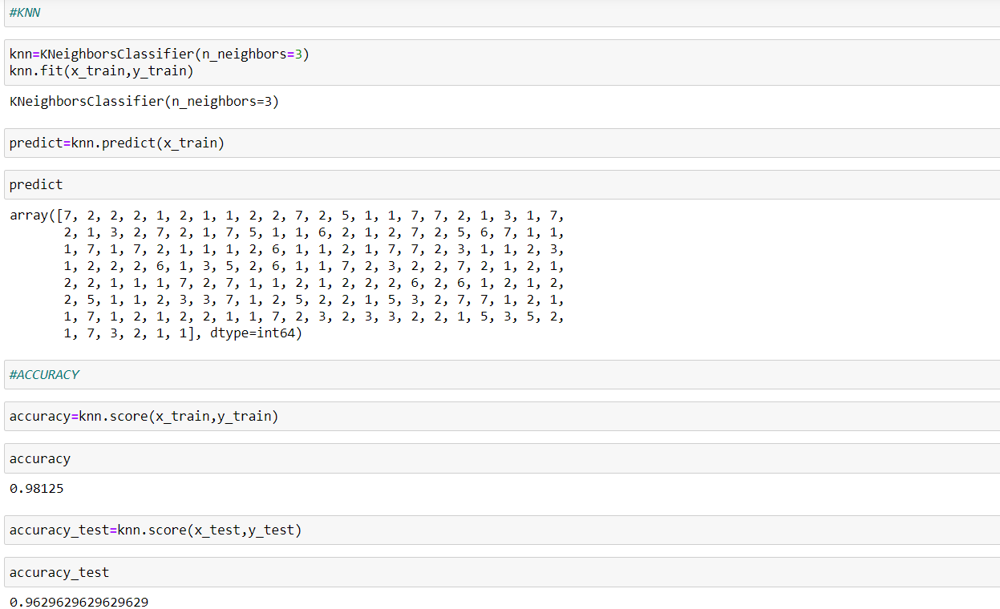 #KNN
knn=KNeighborsClassifier(n_neighbors=3)
knn.fit(x_train,y_train)
KNeighborsClassifier(n_neighbors=3)
predict=knn.predict(x_train)
predict
array([7, 2, 2, 2, 1, 2, 1, 1, 2, 2, 7, 2, 5, 1, 1, 7, 7, 2, 1, 3, 1, 7,
2, 1, 3, 2, 7, 2, 1, 7, 5, 1, 1, 6, 2, 1, 2, 7, 2, 5, 6, 7, 1, 1,
1, 7, 1, 7, 2, 1, 1, 1, 2, 6, 1, 1, 2, 1, 7, 7, 2, 3, 1, 1, 2, 3,
1, 2, 2, 2, 6, 1, 3, 5, 2, 6, 1, 1, 7, 2, 3, 2, 2, 7, 2, 1, 2, 1,
2, 2, 1, 1, 1, 7, 2, 7, 1, 1, 2, 1, 2, 2, 2, 6, 2, 6, 1, 2, 1, 2,
2, 5, 1, 1, 2, 3, 3, 7, 1, 2, 5, 2, 2, 1, 5, 3, 2, 7, 7, 1, 2, 1,
1, 7, 1, 2, 1, 2, 2, 1, 1, 7, 2, 3, 2, 3, 3, 2, 2, 1, 5, 3, 5, 2,
1, 7, 3, 2, 1, 1], dtype=int64)
#ACCURACY
accuracy=knn.score(x_train,y_train)
accuracy
0.98125
accuracy_test=knn.score(x_test,y_test)
accuracy_test
0.9629629629629629